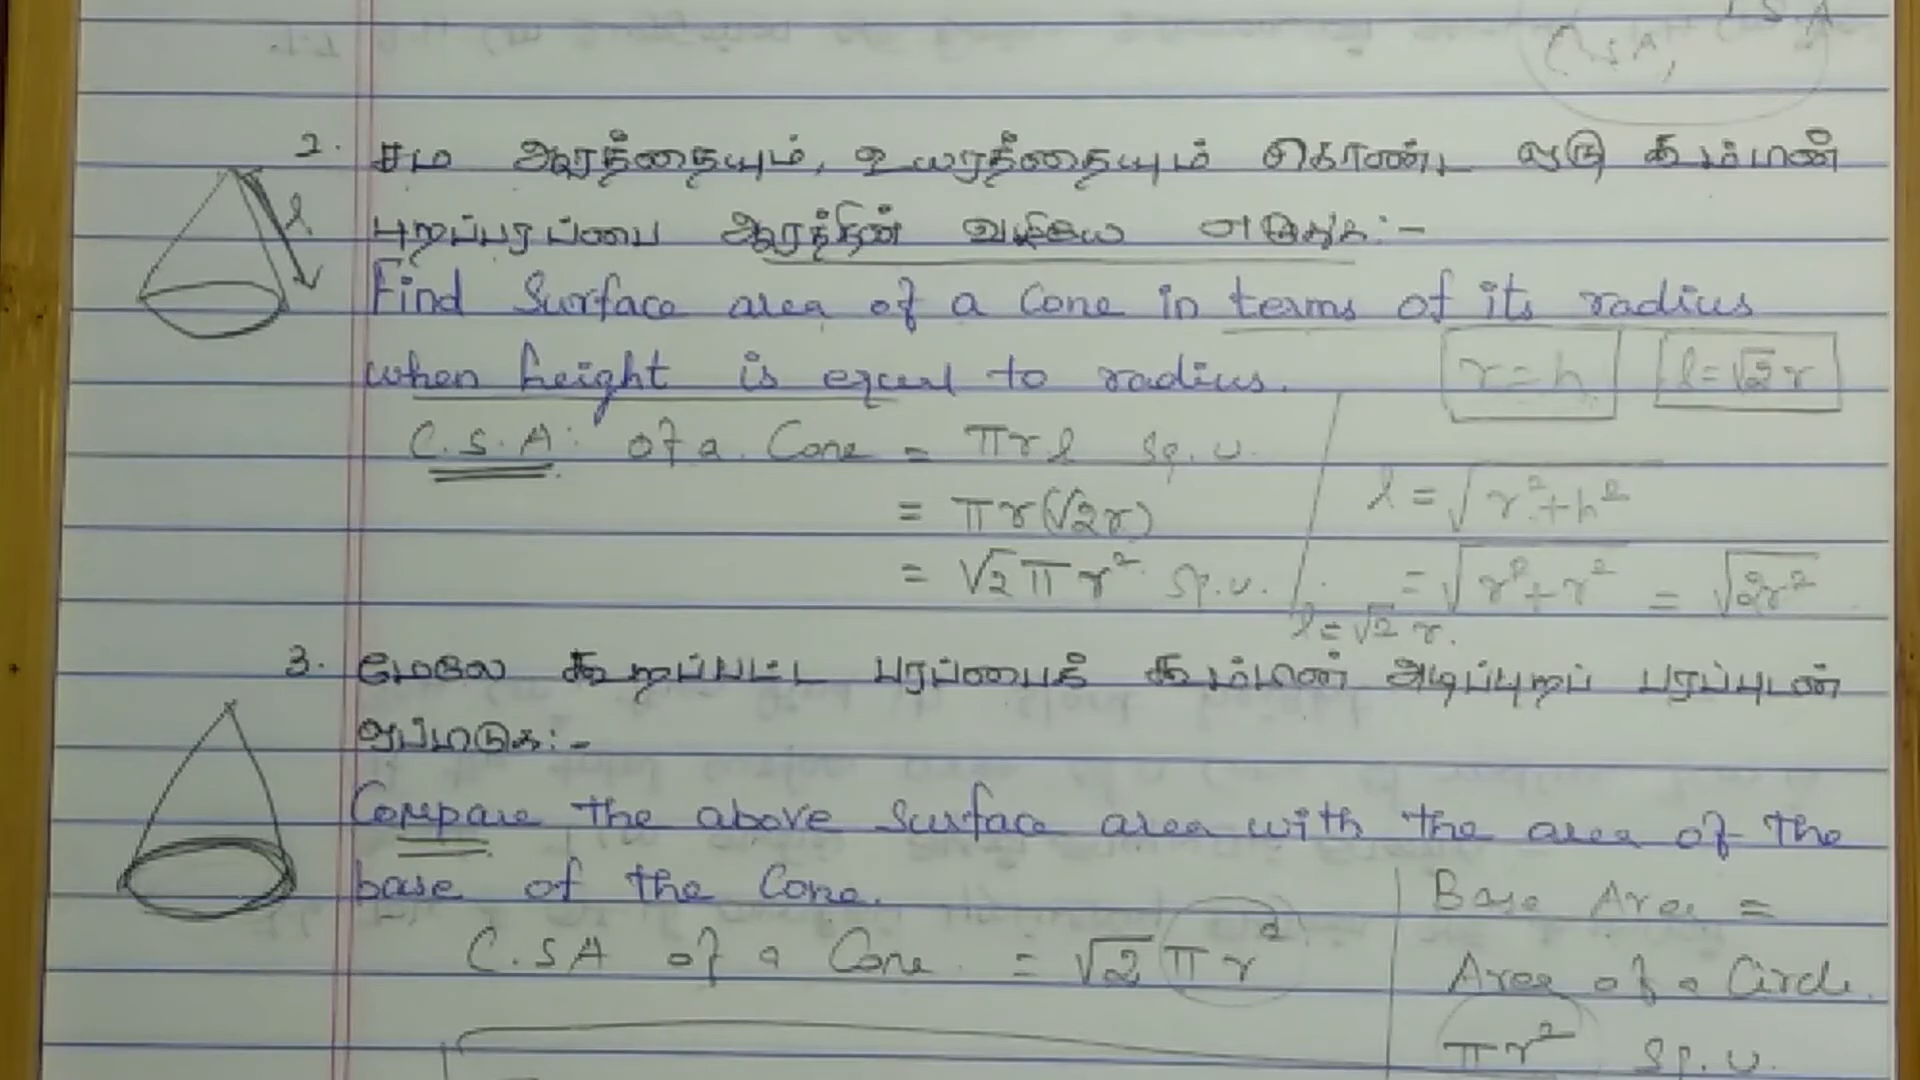 C.S.A
C.S.A,
2. சம ஆரத்தையும், உயரத்தையும் கொண்ட ஒரு கூம்பின்
புறப்பரப்பை ஆரத்தின் வழியே எழுதுக:-
l
Find Surface area of a Cone in terms of its radius
when height is equal to radius.
r=h l=√2r
C.S.A: of a Cone = πrl sq.u.
l = √r²+h²
= πr(√2r)
= √2πr² sq.u.
= √r²+r² = √2r²
l=√2 r.
3. மேலே கூறப்பட்ட பரப்பைக் கூம்பின் அடிப்புறப் பரப்புடன்
ஒப்பிடுக:-
Compare the above Surface area with the area of the
base of the Cone.
Base Area =
C.SA of a Cone = √2πr²
Area of a Circle.
πr² sq.u.